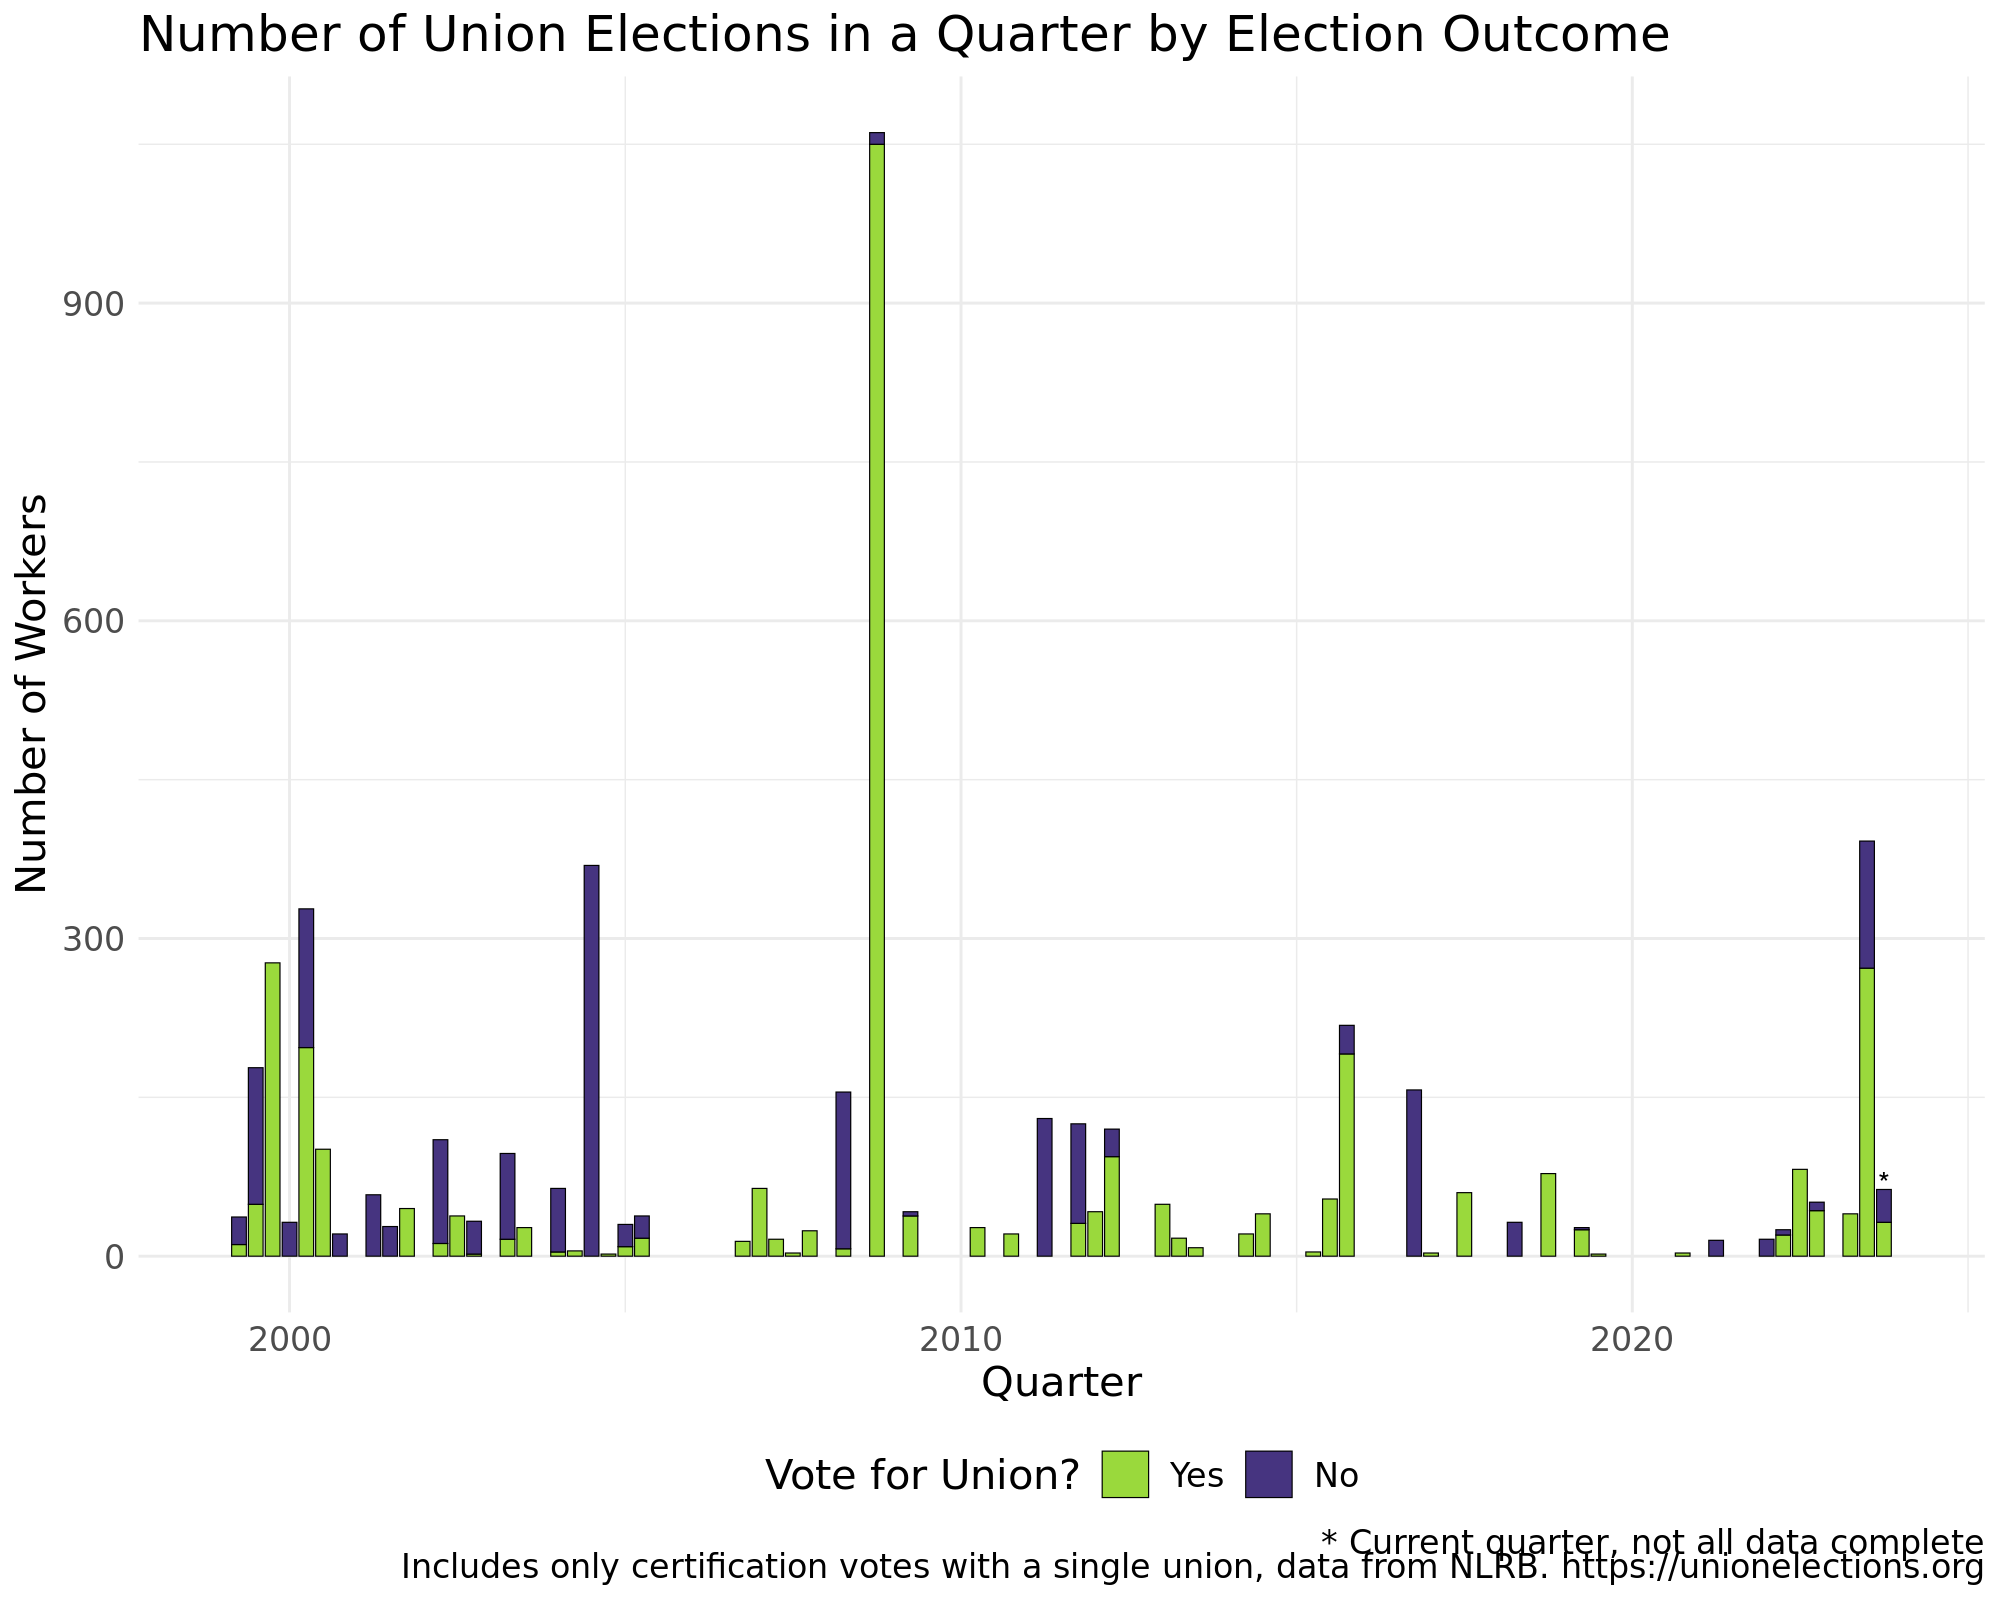 Number of Union Elections in a Quarter by Election Outcome
Number of Workers
900
600
300
0
*
2000 2010 2020
Quarter
Vote for Union? Yes No
* Current quarter, not all data complete
Includes only certification votes with a single union, data from NLRB. https://unionelections.org